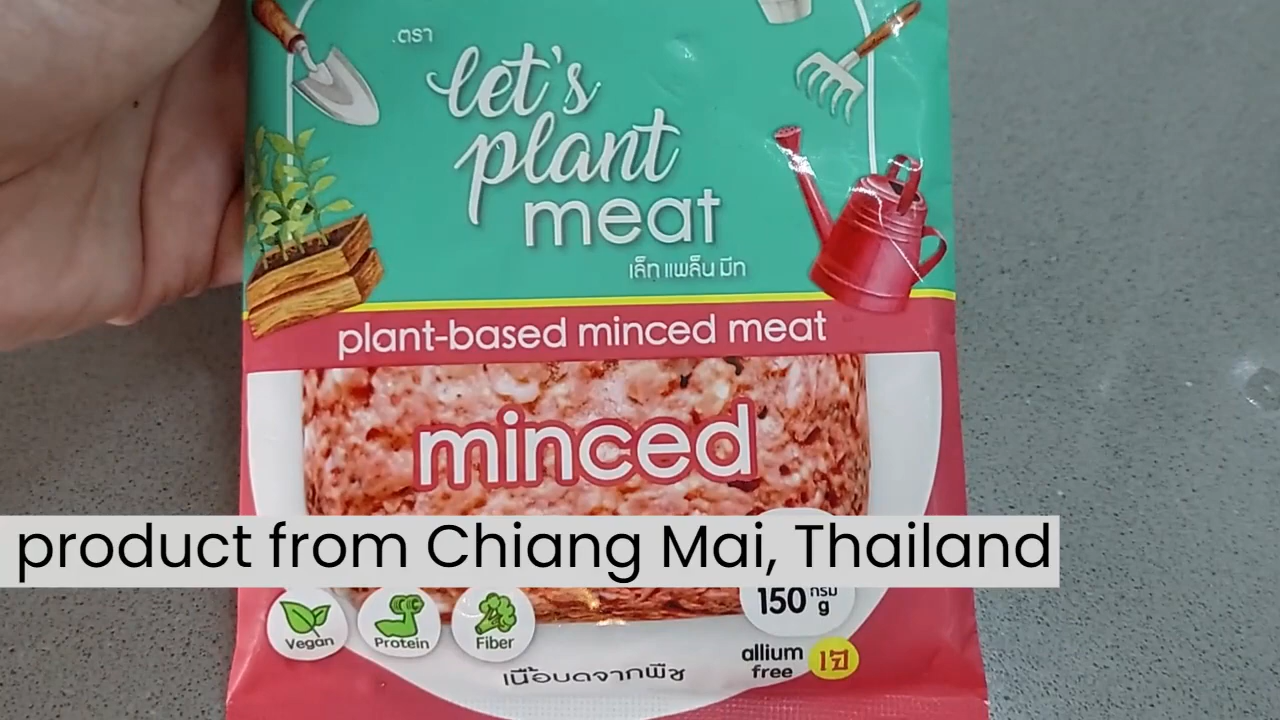 ตรา
let's
plant
meat
เล็ท แพล็น มีท
plant-based minced meat
minced
product from Chiang Mai, Thailand
150 กรัม
g
Vegan
Protein
Fiber
allium
free
เจ
เนื้อบดจากพืช